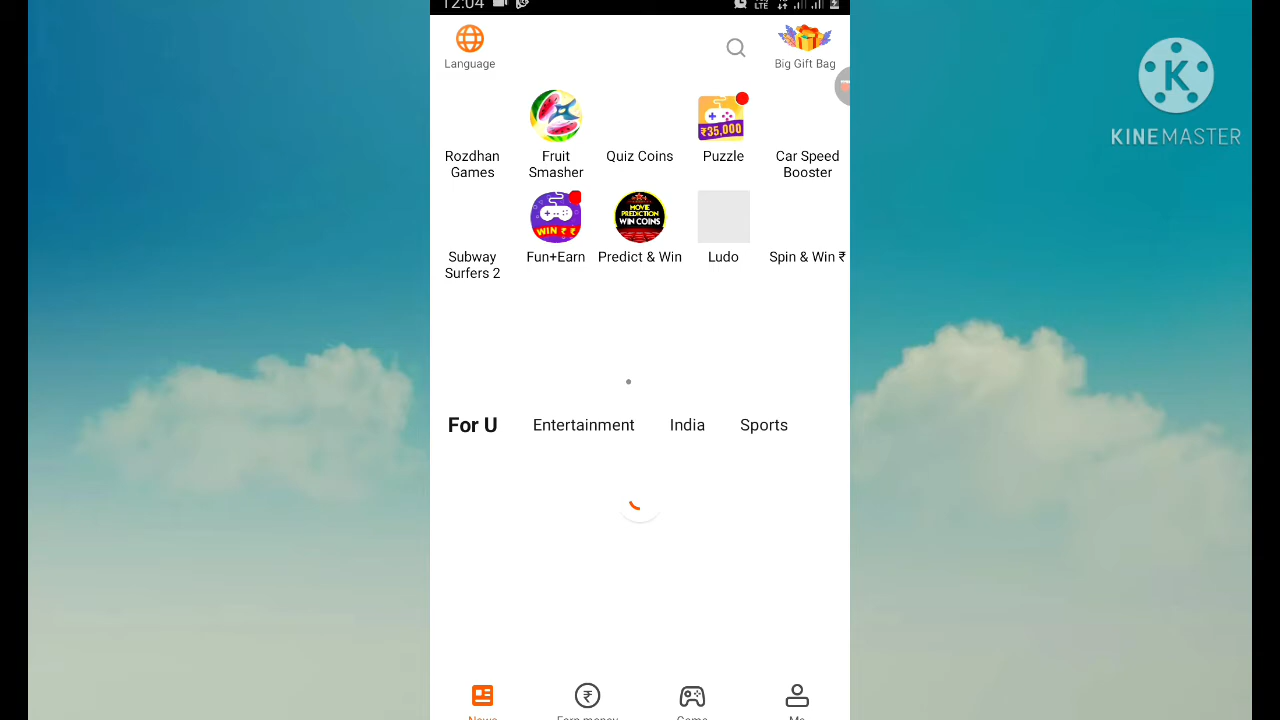 12:04
LTE
Language
Big Gift Bag
KINEMASTER
₹35,000
Rozdhan Games
Fruit Smasher
Quiz Coins
Puzzle
Car Speed Booster
WIN ₹ ₹
MOVIE
PREDICTION
WIN COINS
Subway Surfers 2
Fun+Earn
Predict & Win
Ludo
Spin & Win ₹
For U
Entertainment
India
Sports
News
Earn money
Game
Me